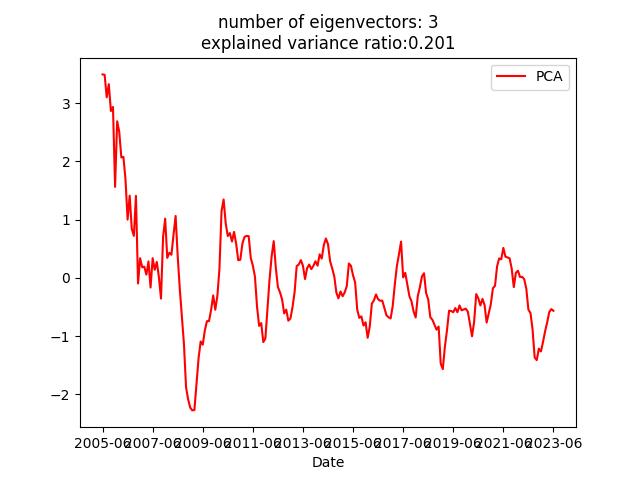 number of eigenvectors: 3
explained variance ratio:0.201
PCA
3
2
1
0
−1
−2
2005-06 2007-06 2009-06 2011-06 2013-06 2015-06 2017-06 2019-06 2021-06 2023-06
Date